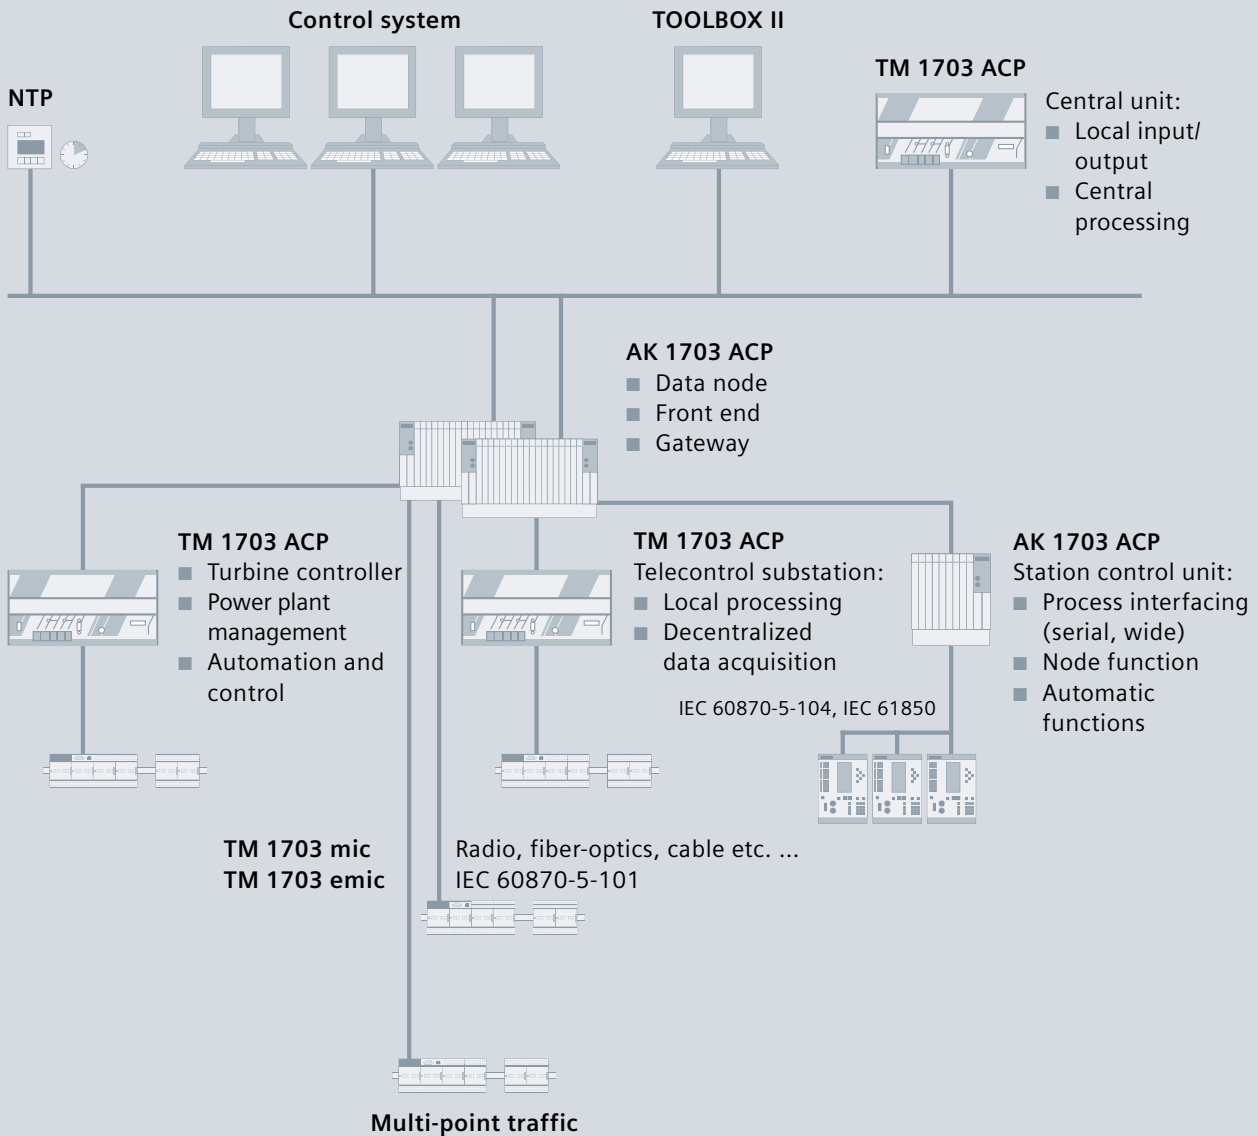 Control system
TOOLBOX II
NTP
TM 1703 ACP
Central unit:
■ Local input/
output
■ Central
processing
AK 1703 ACP
■ Data node
■ Front end
■ Gateway
TM 1703 ACP
■ Turbine controller
■ Power plant
management
■ Automation and
control
TM 1703 ACP
Telecontrol substation:
■ Local processing
■ Decentralized
data acquisition
IEC 60870-5-104, IEC 61850
AK 1703 ACP
Station control unit:
■ Process interfacing
(serial, wide)
■ Node function
■ Automatic
functions
TM 1703 mic
TM 1703 emic
Radio, fiber-optics, cable etc. ...
IEC 60870-5-101
Multi-point traffic